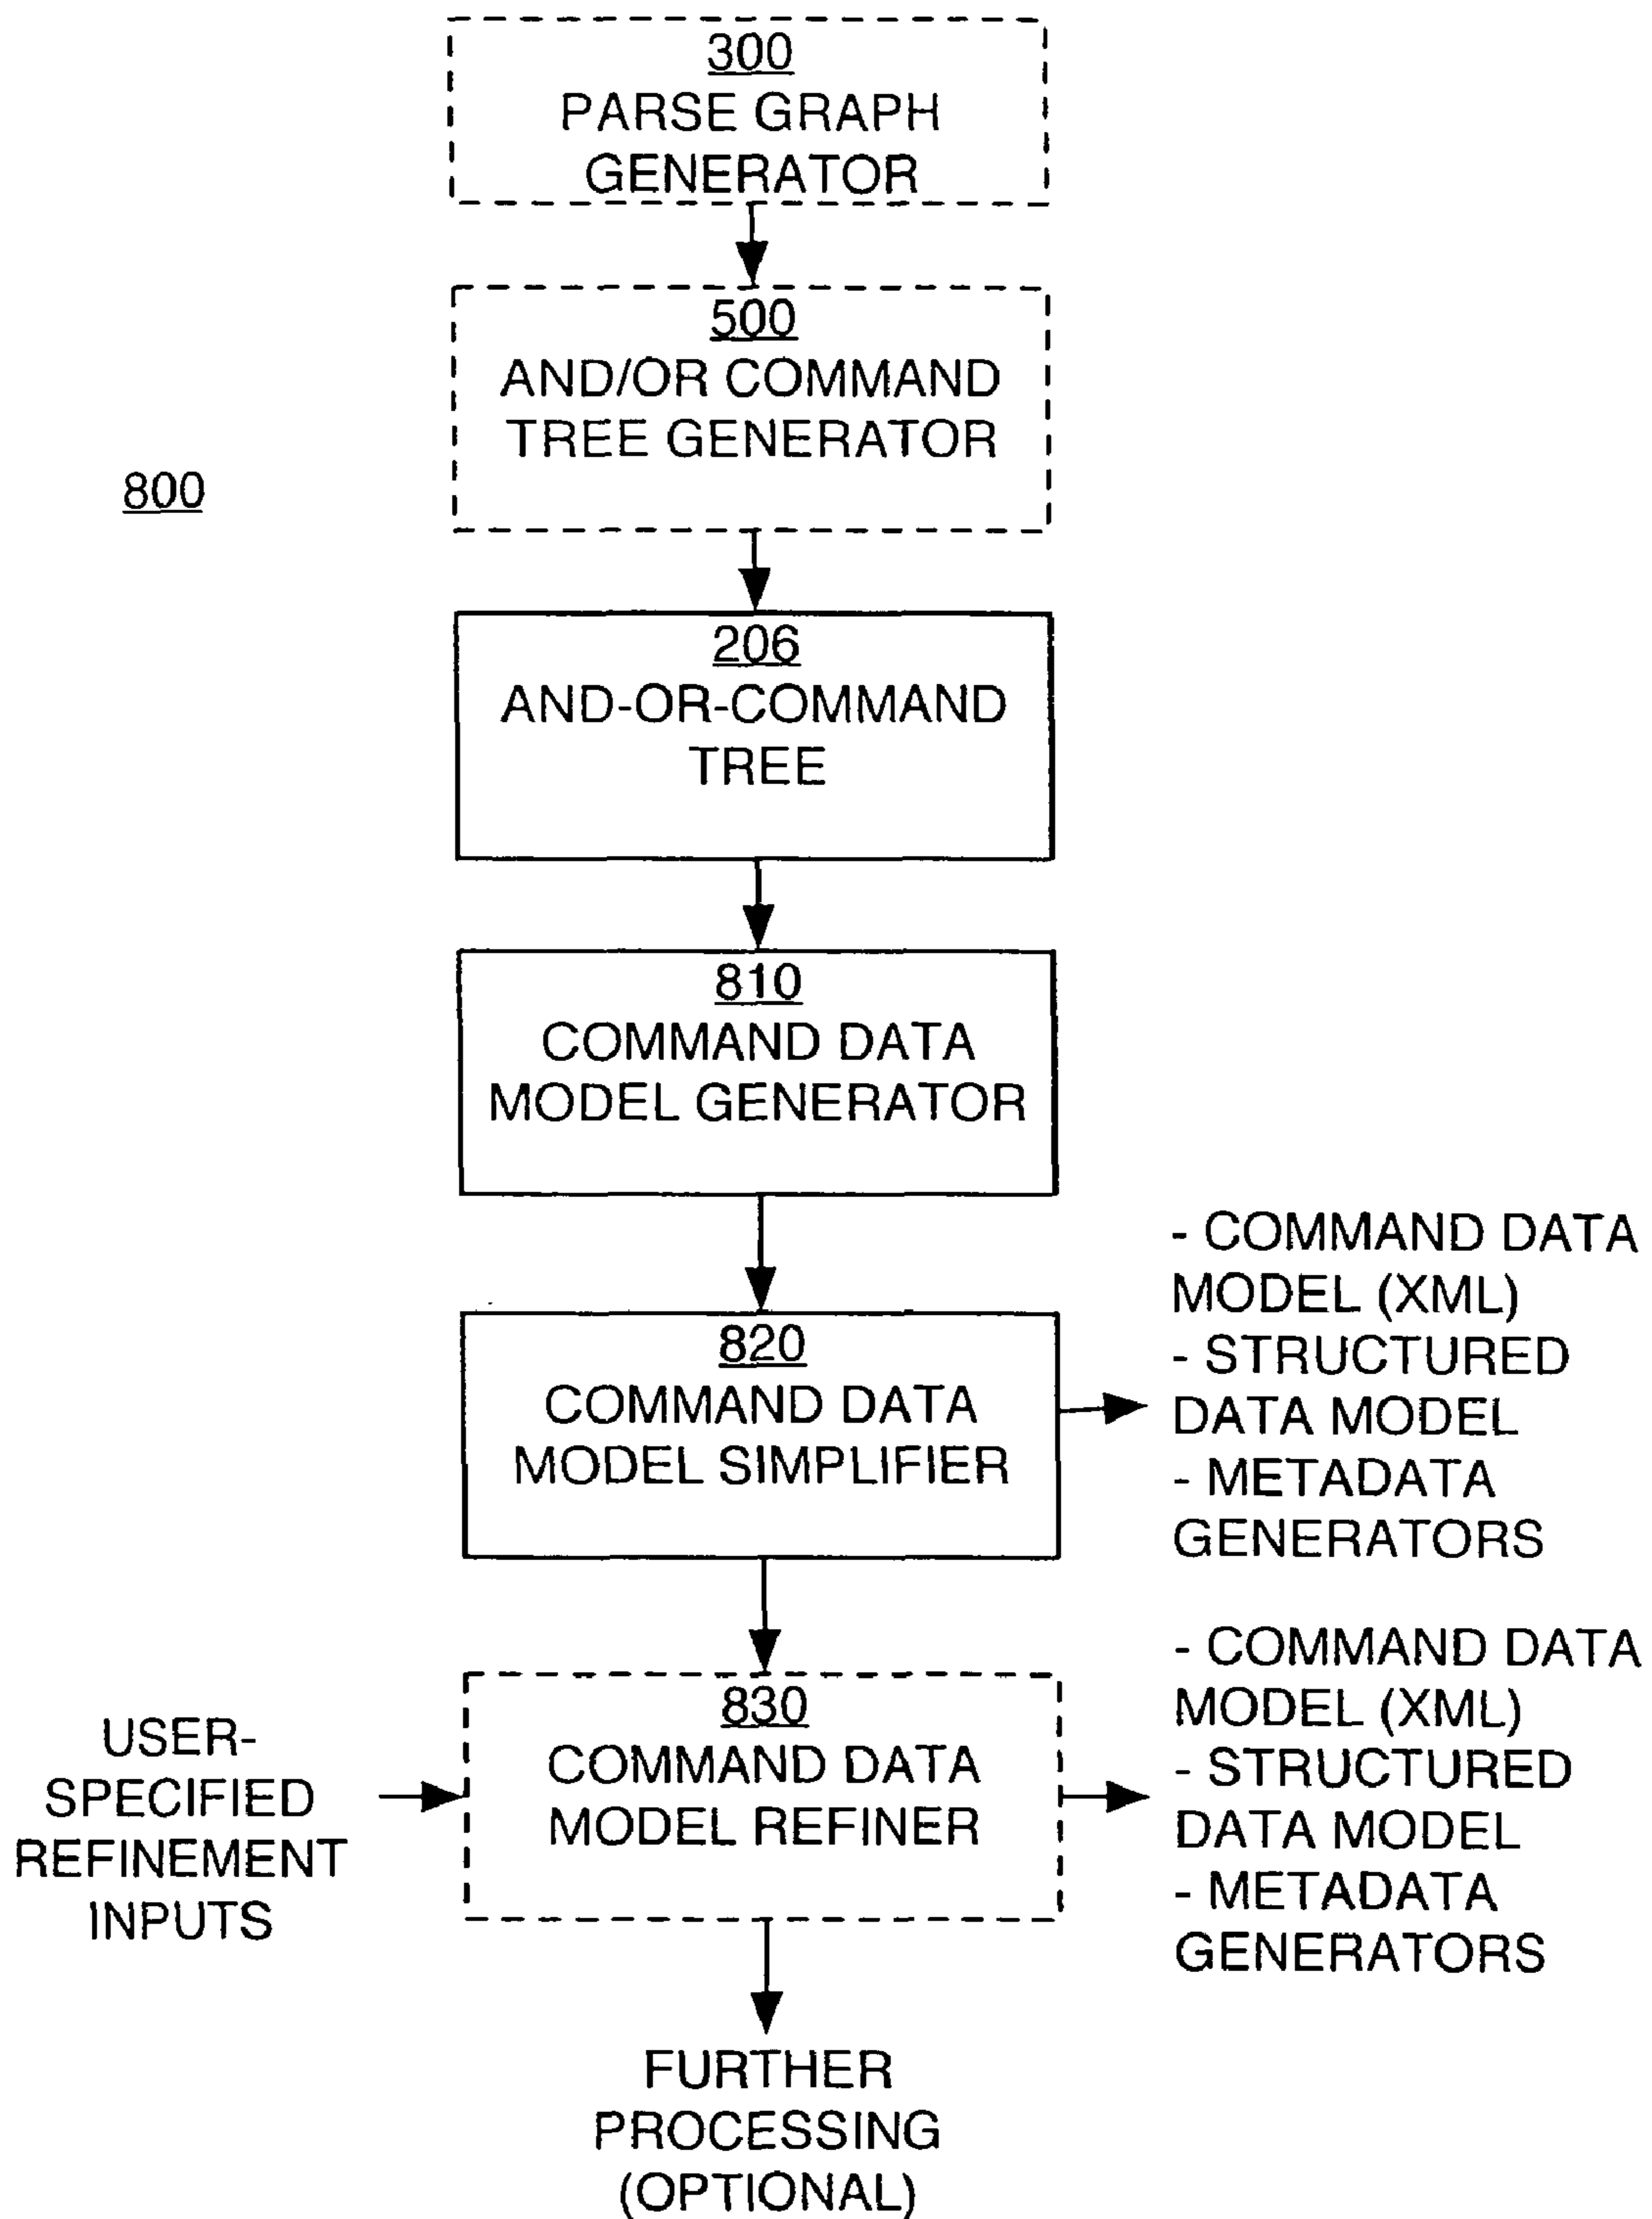 300
PARSE GRAPH
GENERATOR
500
AND/OR COMMAND
TREE GENERATOR
800
206
AND-OR-COMMAND
TREE
810
COMMAND DATA
MODEL GENERATOR
820
COMMAND DATA
MODEL SIMPLIFIER
- COMMAND DATA
MODEL (XML)
- STRUCTURED
DATA MODEL
- METADATA
GENERATORS
USER-
SPECIFIED
REFINEMENT
INPUTS
830
COMMAND DATA
MODEL REFINER
- COMMAND DATA
MODEL (XML)
- STRUCTURED
DATA MODEL
- METADATA
GENERATORS
FURTHER
PROCESSING
(OPTIONAL)